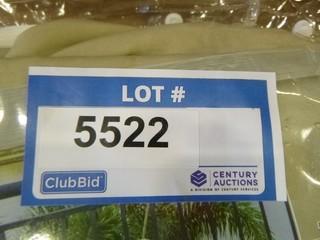 LOT #
5522
ClubBid
CENTURY
AUCTIONS
A DIVISION OF CENTURY SERVICES